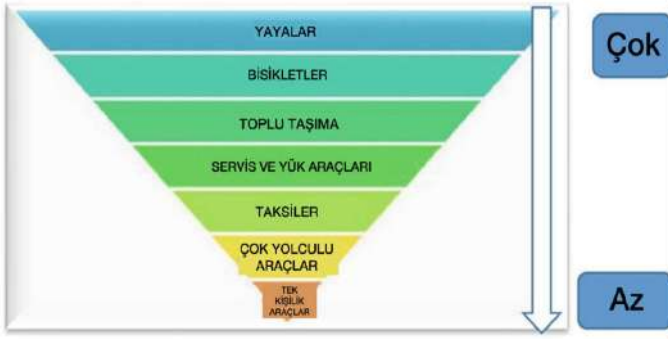 YAYALAR
BİSİKLETLER
TOPLU TAŞIMA
SERVİS VE YÜK ARAÇLARI
TAKSİLER
ÇOK YOLCULU
ARAÇLAR
TEK
KİŞİLİK
ARAÇLAR
Çok
Az